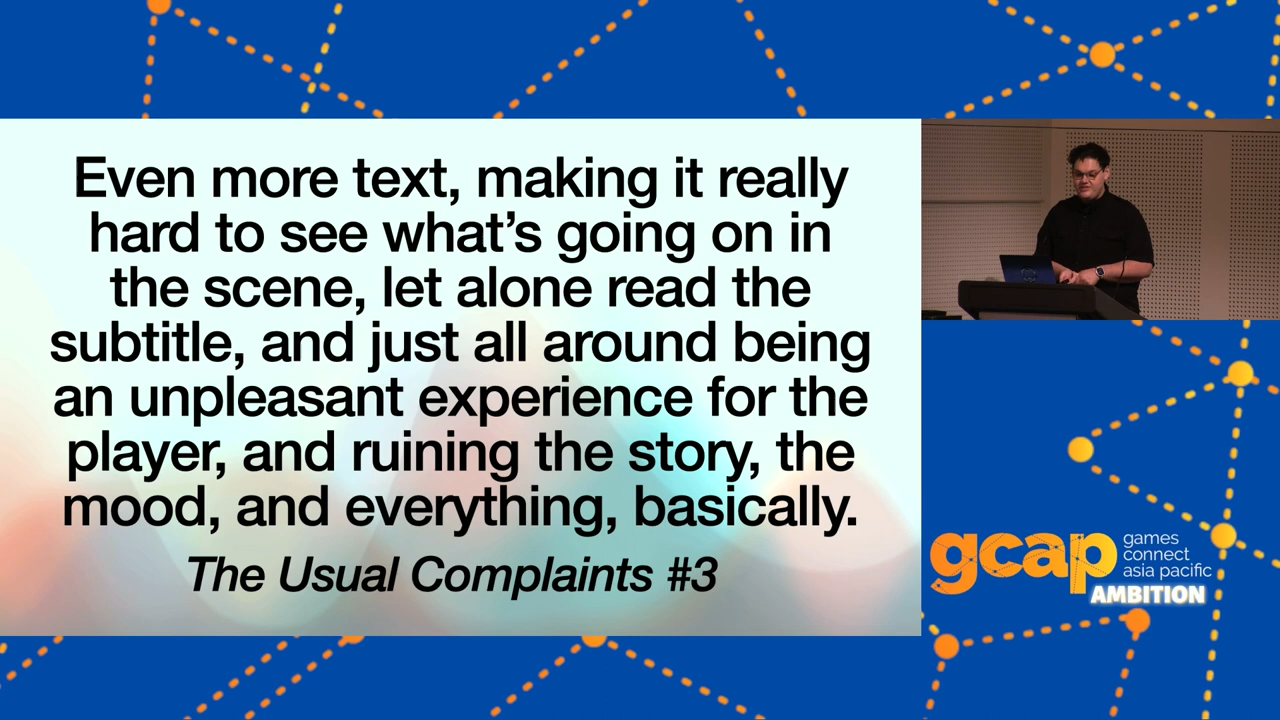 Even more text, making it really
hard to see what’s going on in
the scene, let alone read the
subtitle, and just all around being
an unpleasant experience for the
player, and ruining the story, the
mood, and everything, basically.
The Usual Complaints #3
gcap
games
connect
asia pacific
AMBITION